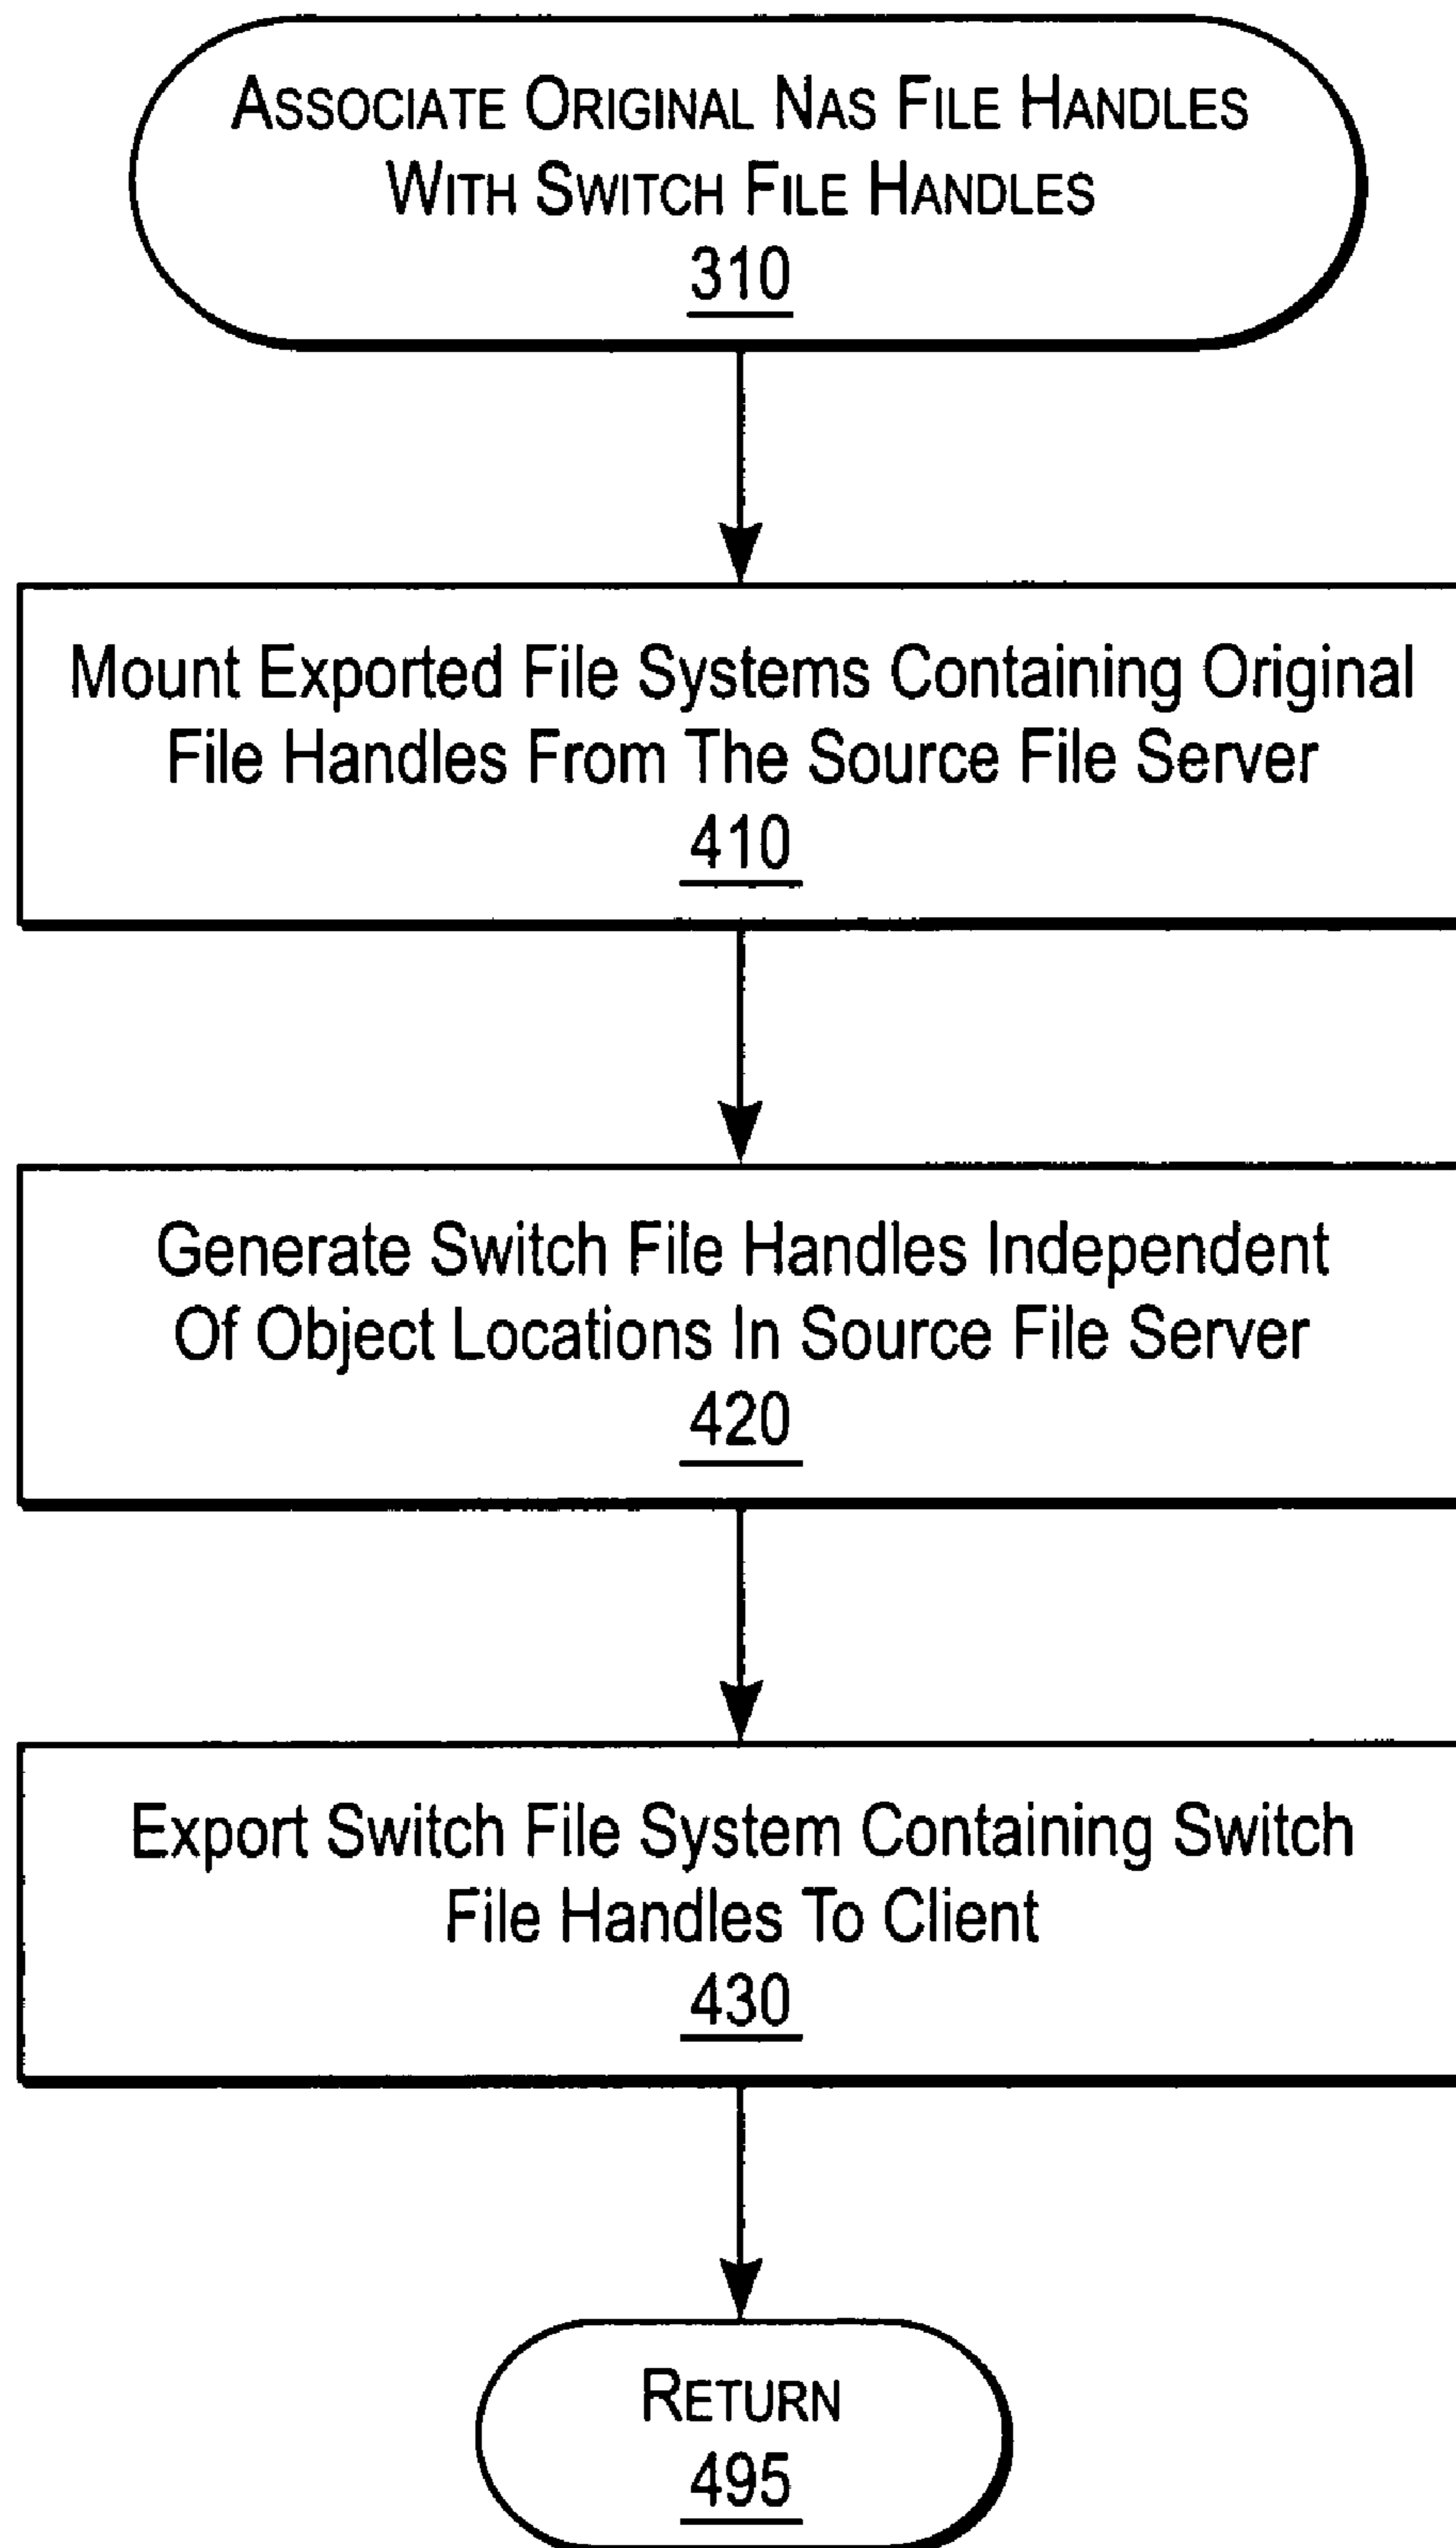 ASSOCIATE ORIGINAL NAS FILE HANDLES
WITH SWITCH FILE HANDLES
310
Mount Exported File Systems Containing Original
File Handles From The Source File Server
410
Generate Switch File Handles Independent
Of Object Locations In Source File Server
420
Export Switch File System Containing Switch
File Handles To Client
430
RETURN
495